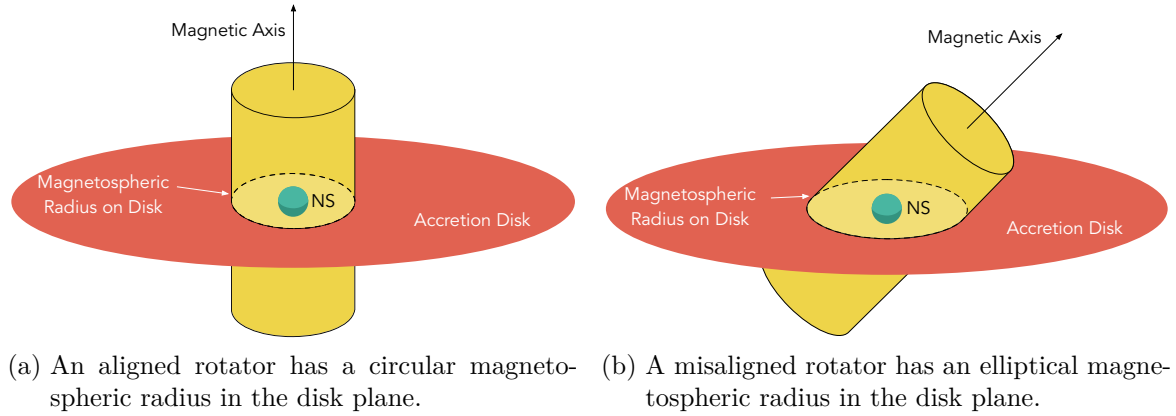 Magnetic Axis
Magnetospheric
Radius on Disk
NS
Accretion Disk
(a) An aligned rotator has a circular magneto-
spheric radius in the disk plane.
Magnetic Axis
Magnetospheric
Radius on Disk
NS
Accretion Disk
(b) A misaligned rotator has an elliptical magne-
tospheric radius in the disk plane.